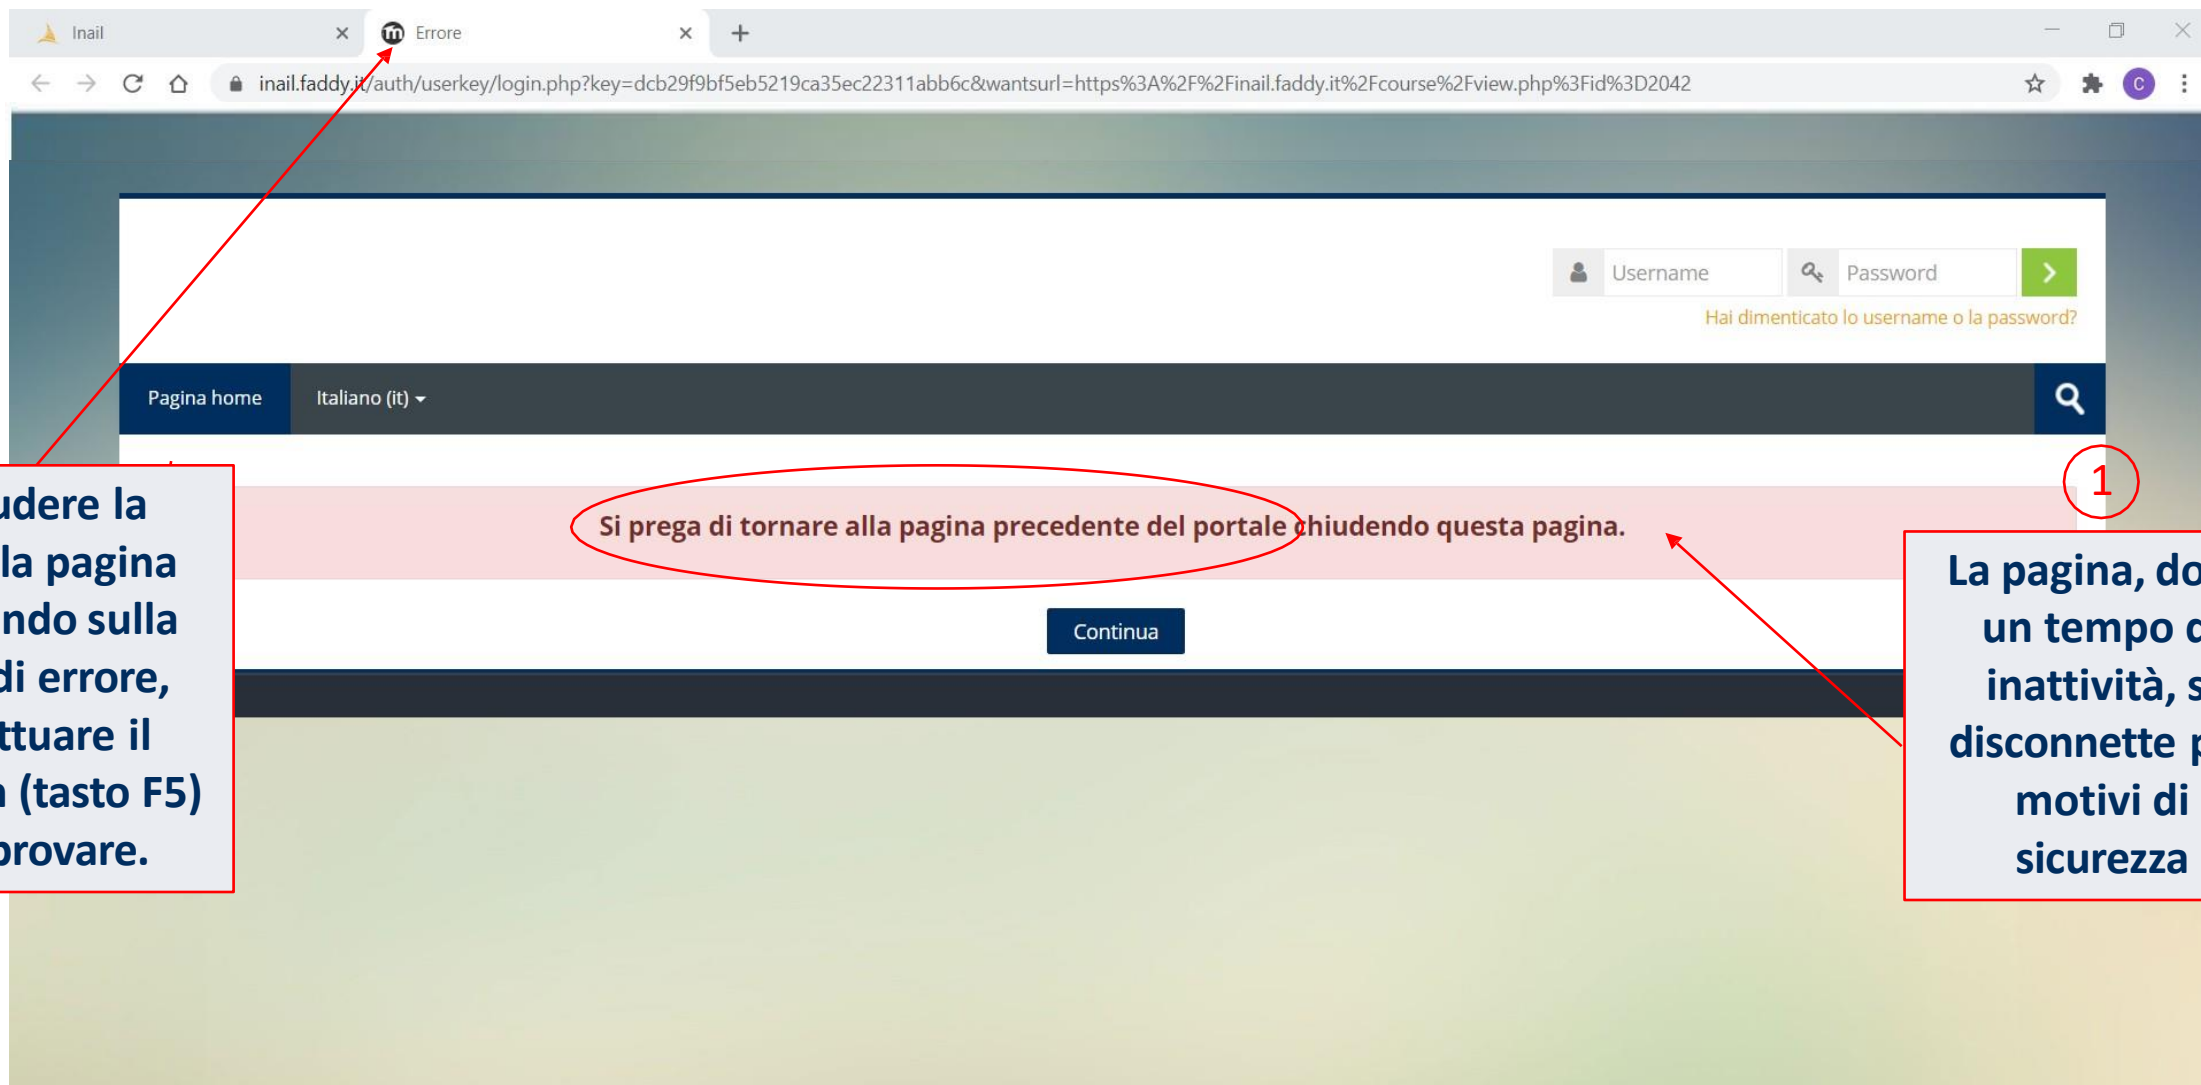 Inail
Errore
inail.faddy.it/auth/userkey/login.php?key=dcb29f9bf5eb5219ca35ec22311abb6c&wantsurl=https%3A%2F%2Finail.faddy.it%2Fcourse%2Fview.php%3Fid%3D2042
C
Username
Password
Hai dimenticato lo username o la password?
Pagina home
Italiano (it)
1
Si prega di tornare alla pagina precedente del portale chiudendo questa pagina.
Continua
udere la
la pagina
ndo sulla
di errore,
ttuare il
(tasto F5)
provare.
La pagina, do
un tempo d
inattività, s
disconnette p
motivi di
sicurezza